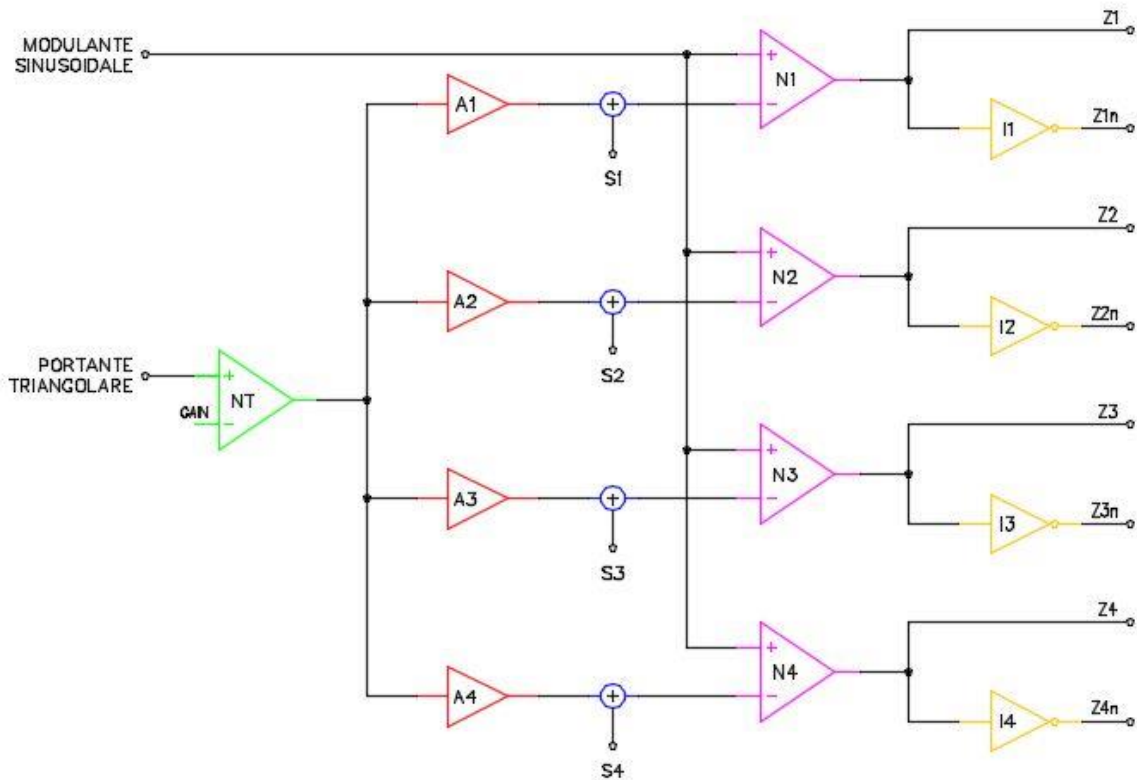 MODULANTE
SINUSOIDALE
+
N1
−
Z1
A1
+
S1
I1
Z1n
+
N2
−
Z2
A2
+
S2
I2
Z2n
PORTANTE
TRIANGOLARE
+
NT
GAIN
−
+
N3
−
Z3
A3
+
S3
I3
Z3n
+
N4
−
Z4
A4
+
S4
I4
Z4n